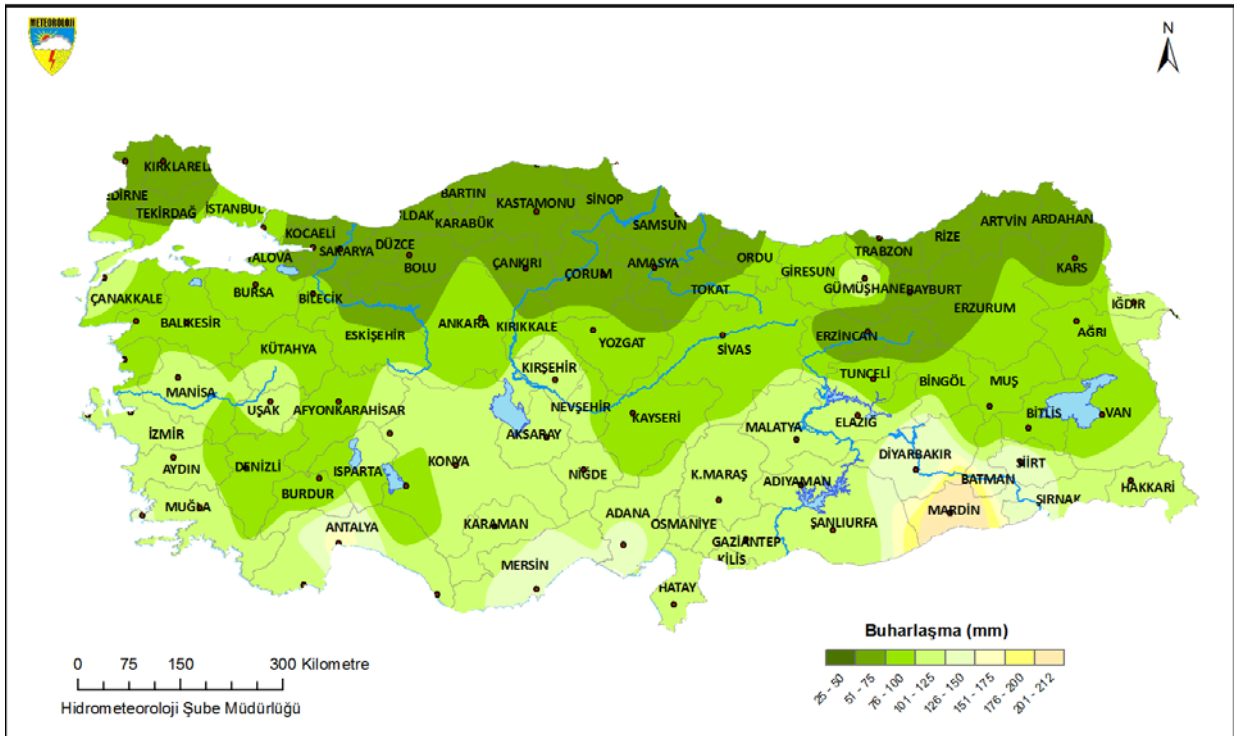 METEOROLOJİ
N
KIRKLARELİ
EDİRNE
TEKİRDAĞ
İSTANBUL
KOCAELİ
YALOVA
SAKARYA
DÜZCE
BOLU
BARTIN
KARABÜK
KASTAMONU
SİNOP
SAMSUN
ÇANKIRI
ÇORUM
AMASYA
TOKAT
ORDU
GİRESUN
TRABZON
RİZE
ARTVİN
ARDAHAN
KARS
GÜMÜŞHANE
BAYBURT
ERZURUM
IĞDIR
AĞRI
ÇANAKKALE
BURSA
BİLECİK
BALIKESİR
KÜTAHYA
ESKİŞEHİR
ANKARA
KIRIKKALE
YOZGAT
SİVAS
ERZİNCAN
TUNCELİ
BİNGÖL
MUŞ
BİTLİS
VAN
MANİSA
UŞAK
AFYONKARAHİSAR
KIRŞEHİR
NEVŞEHİR
KAYSERİ
AKSARAY
MALATYA
ELAZIĞ
İZMİR
AYDIN
DENİZLİ
ISPARTA
BURDUR
KONYA
NİĞDE
K.MARAŞ
ADIYAMAN
DİYARBAKIR
BATMAN
SİİRT
ŞIRNAK
HAKKARİ
MUĞLA
ANTALYA
KARAMAN
ADANA
OSMANİYE
GAZİANTEP
KİLİS
ŞANLIURFA
MARDİN
MERSİN
HATAY
Buharlaşma (mm)
25 - 50
51 - 75
76 - 100
101 - 125
126 - 150
151 - 175
176 - 200
201 - 212
0 75 150 300 Kilometre
Hidrometeoroloji Şube Müdürlüğü